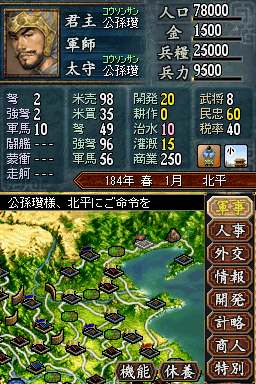 コウソンサン
君主 公孫瓚
軍師
コウソンサン
太守 公孫瓚
人口 78000
金 1500
兵糧 25000
兵力 9500
弩 2 米売 98 開発 20 武将 8
強弩 2 米買 35 耕作 0 民忠 60
軍馬 10 弩 49 治水 10 税率 40
闘艦 --- 強弩 96 灌漑 15
蒙衝 --- 軍馬 56 商業 250
走舸 ---
小
184年 春 1月 北平
公孫瓚様、北平にご命令を
軍事
人事
外交
情報
開発
計略
商人
特別
機能 休養